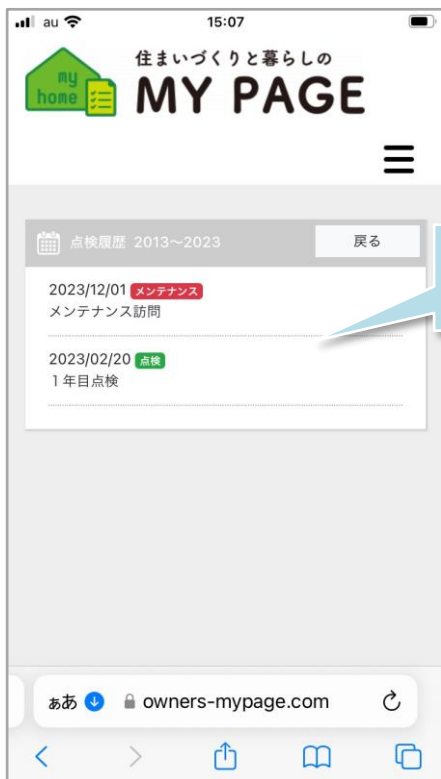 au 15:07
my home
住まいづくりと暮らしの
MY PAGE
点検履歴 2013～2023 戻る
2023/12/01 メンテナンス
メンテナンス訪問
2023/02/20 点検
１年目点検
ぁあ owners-mypage.com